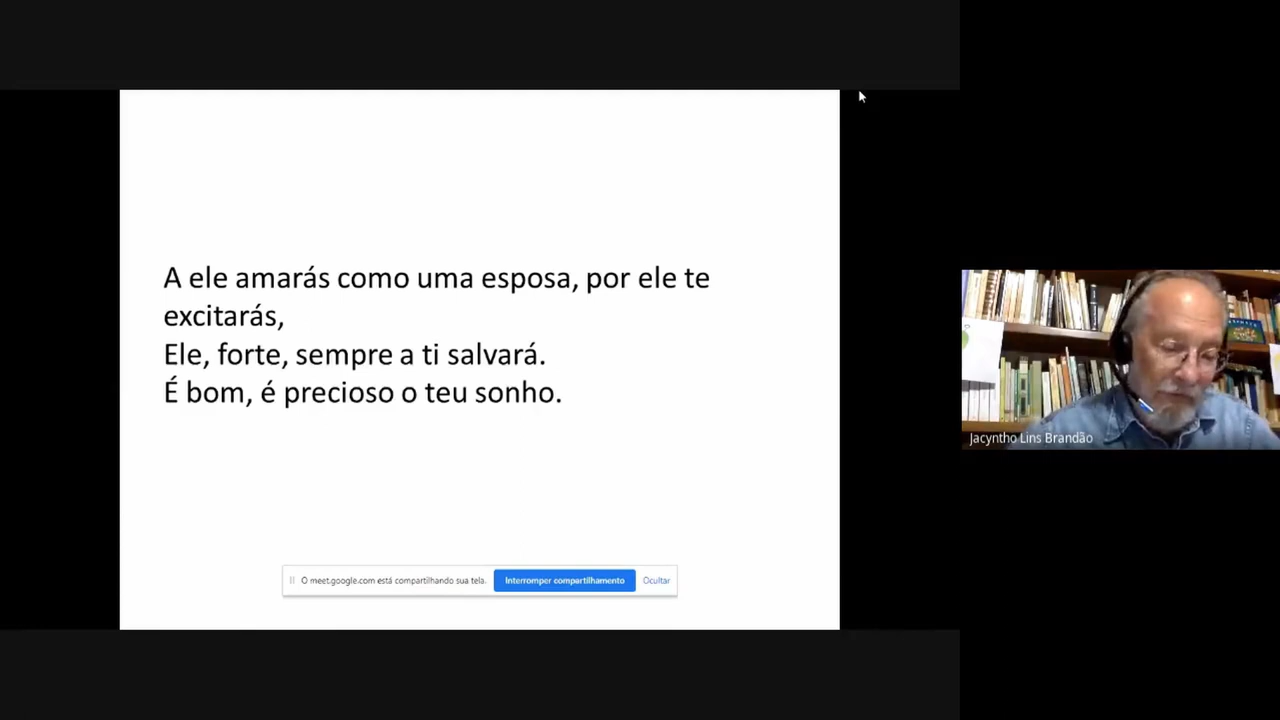 A ele amarás como uma esposa, por ele te
excitarás,
Ele, forte, sempre a ti salvará.
É bom, é precioso o teu sonho.
O meet.google.com está compartilhando sua tela.
Interromper compartilhamento
Ocultar
Jacyntho Lins Brandão